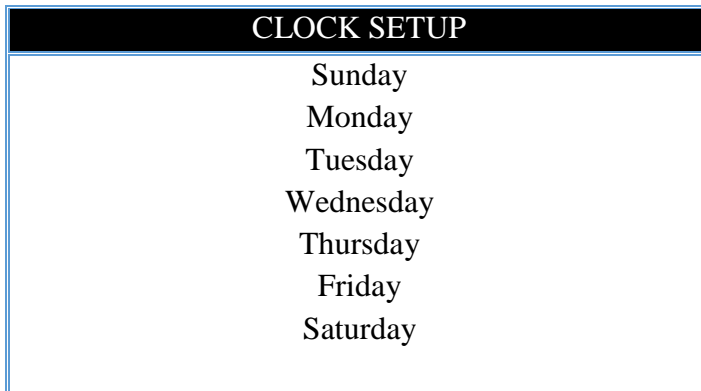 CLOCK SETUP
Sunday
Monday
Tuesday
Wednesday
Thursday
Friday
Saturday